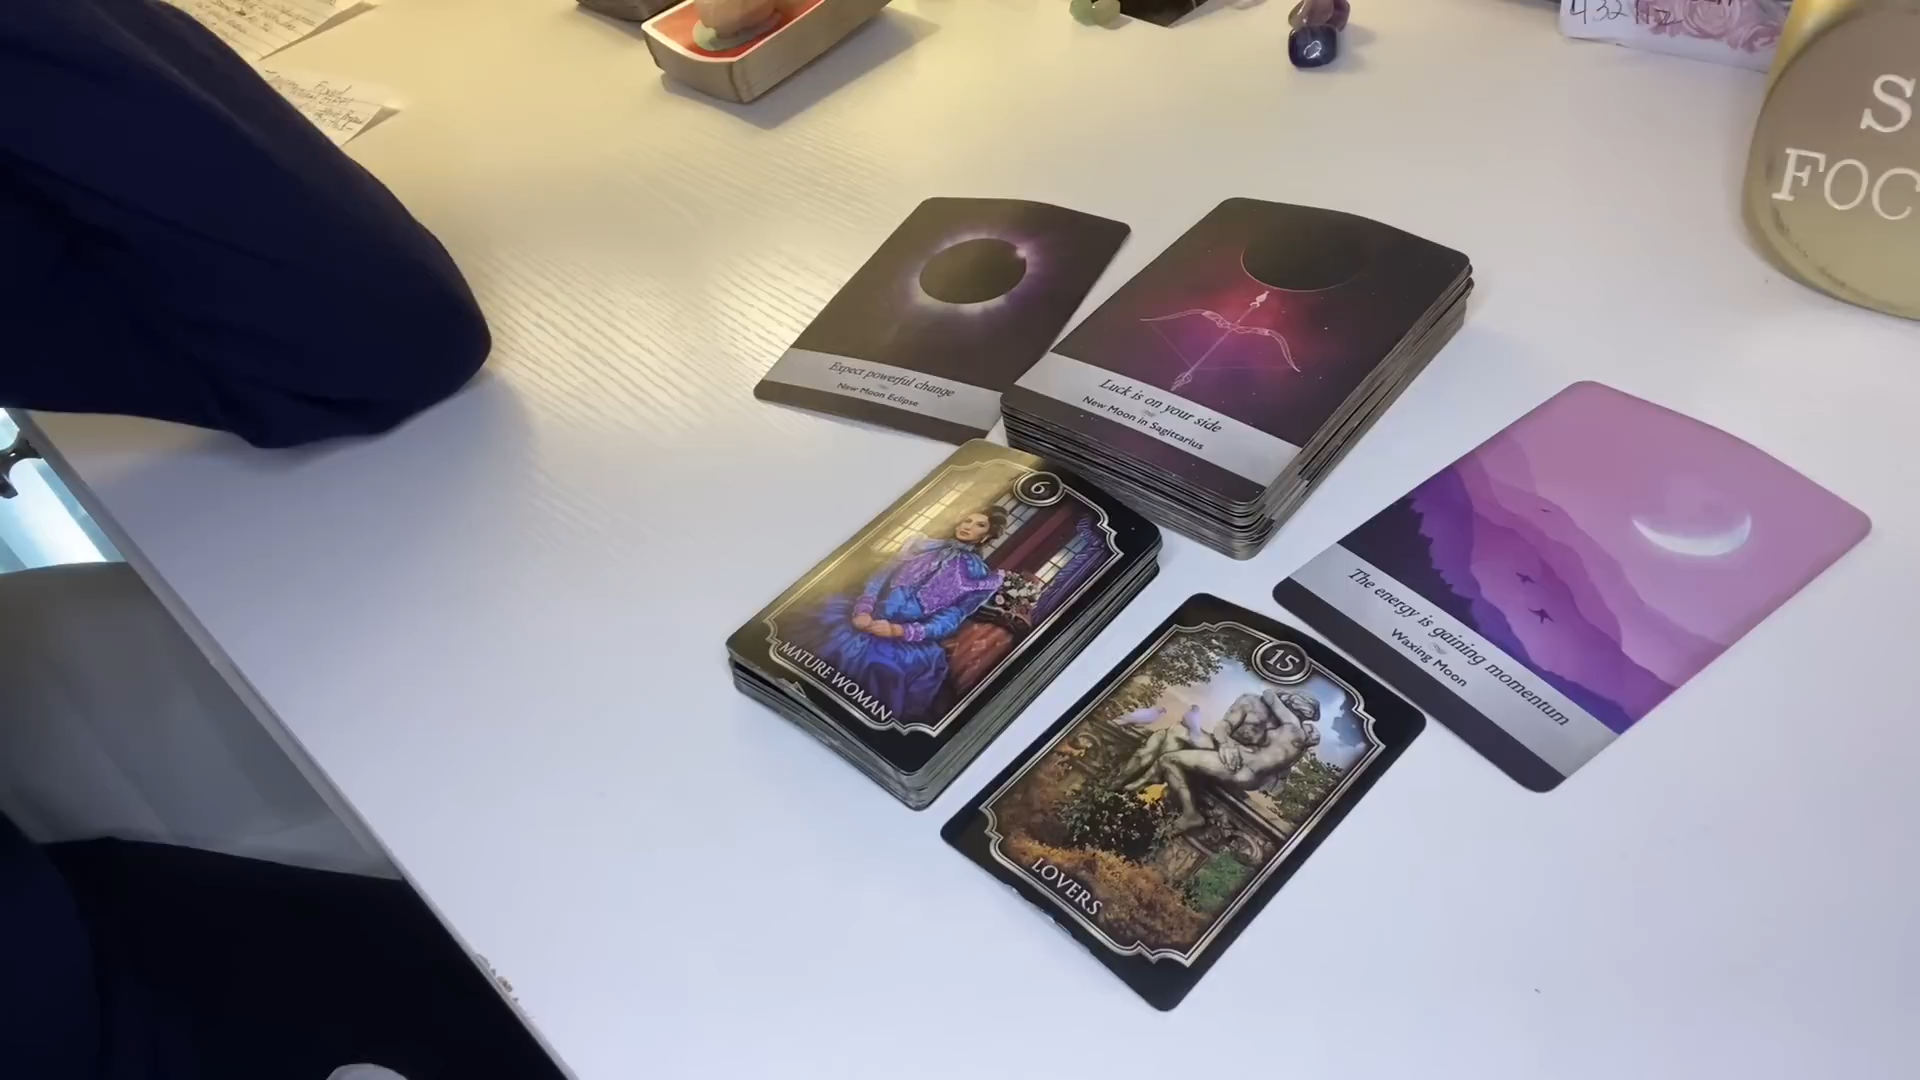 432 Hz
S
FOC
Expect powerful change
New Moon Eclipse
Luck is on your side
New Moon in Sagittarius
6
MATURE WOMAN
The energy is gaining momentum
Waxing Moon
15
LOVERS